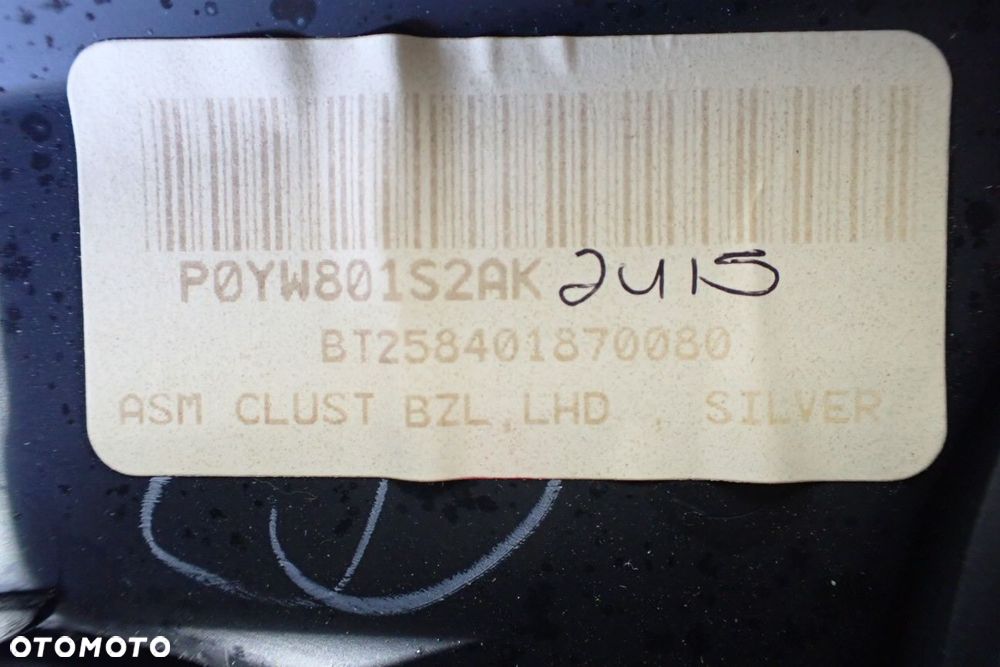 P0YW801S2AK 2415
BT258401870080
ASM CLUST BZL,LHD , SILVER
OTOMOTO